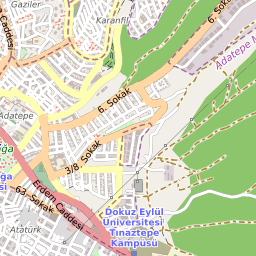 Gaziler
Karanfil
Caddesi
6. Sokak
6. Sokak
Adatepe
3/8. Sokak
63. Sokak
Erdem Caddesi
Atatürk
Dokuz Eylül
Üniversitesi
Tınaztepe
Kampüsü